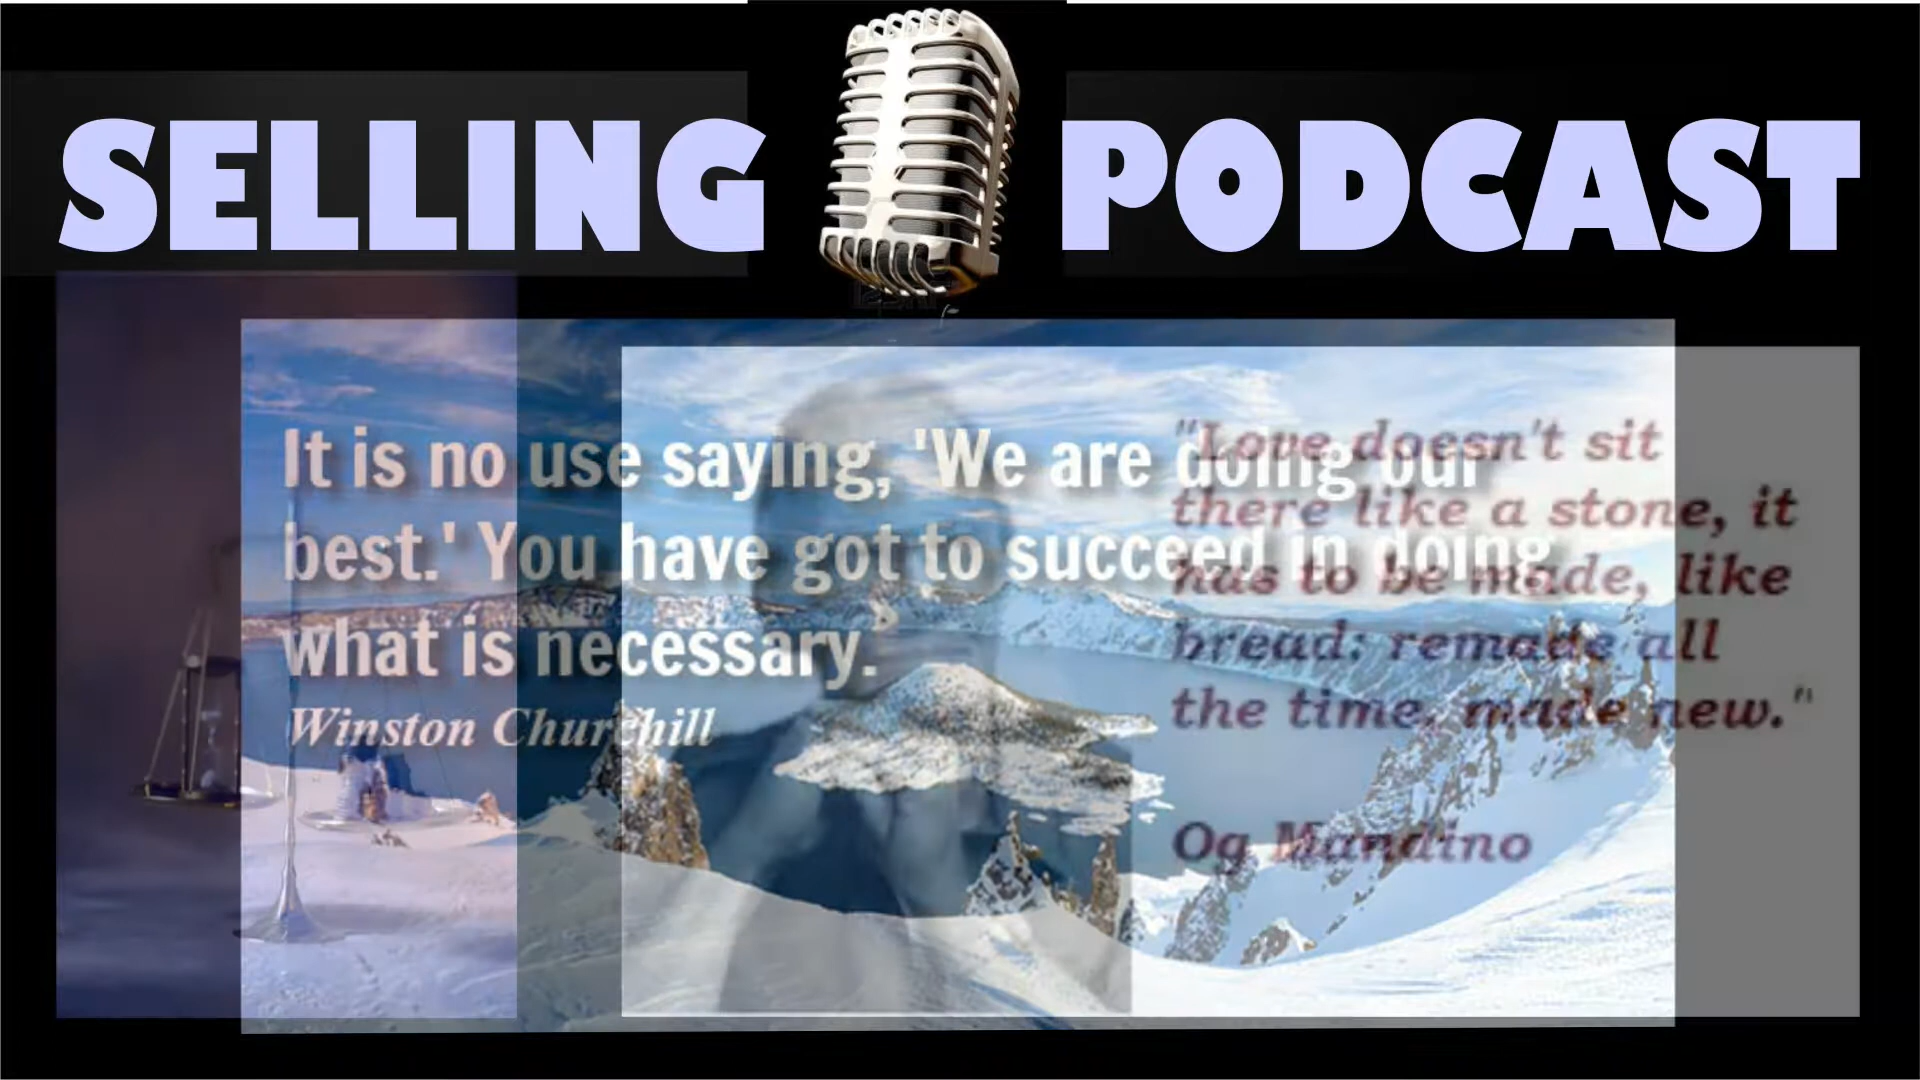 SELLING PODCAST
It is no use saying, 'We are doing our
best.' You have got to succeed in doing
what is necessary.
Winston Churchill
"Love doesn't sit
there like a stone, it
has to be made, like
bread; remade all
the time, made new."
Og Mandino